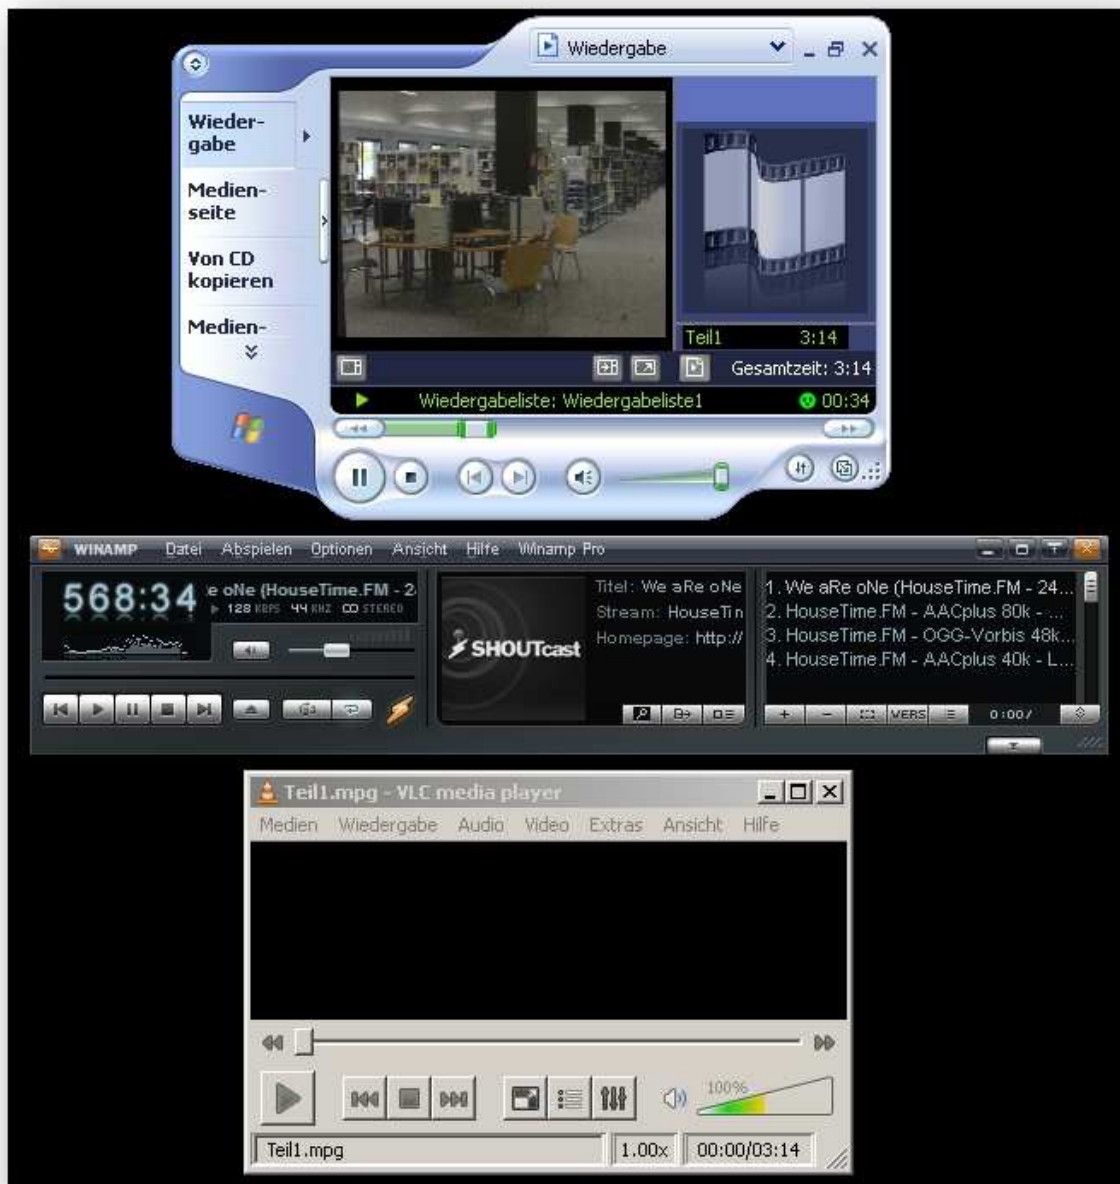 Wiedergabe
Wieder-
gabe
Medien-
seite
Von CD
kopieren
Medien-
Teil1 3:14
Gesamtzeit: 3:14
Wiedergabeliste: Wiedergabeliste1 00:34
WINAMP Datei Abspielen Optionen Ansicht Hilfe Winamp Pro
568:34
e oNe (HouseTime.FM - 2
128 KBPS 44 KHZ STEREO
SHOUTcast
Titel: We aRe oNe
Stream: HouseTin
Homepage: http://
1. We aRe oNe (HouseTime.FM - 24...
2. HouseTime.FM - AACplus 80k - ...
3. HouseTime.FM - OGG-Vorbis 48k...
4. HouseTime.FM - AACplus 40k - L...
+ - VERS 0:00/
Teil1.mpg - VLC media player
Medien Wiedergabe Audio Video Extras Ansicht Hilfe
100%
Teil1.mpg 1.00x 00:00/03:14